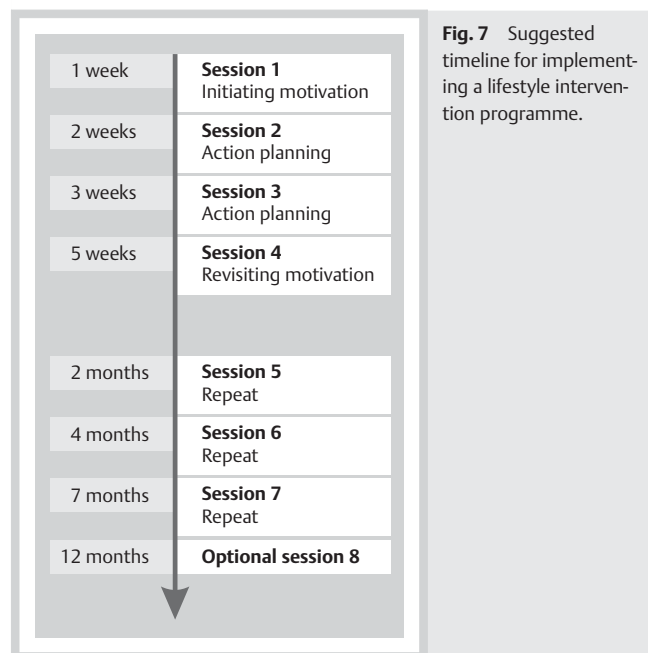 1 week
Session 1
Initiating motivation
2 weeks
Session 2
Action planning
3 weeks
Session 3
Action planning
5 weeks
Session 4
Revisiting motivation
2 months
Session 5
Repeat
4 months
Session 6
Repeat
7 months
Session 7
Repeat
12 months
Optional session 8
Fig. 7 Suggested
timeline for implement-
ing a lifestyle interven-
tion programme.